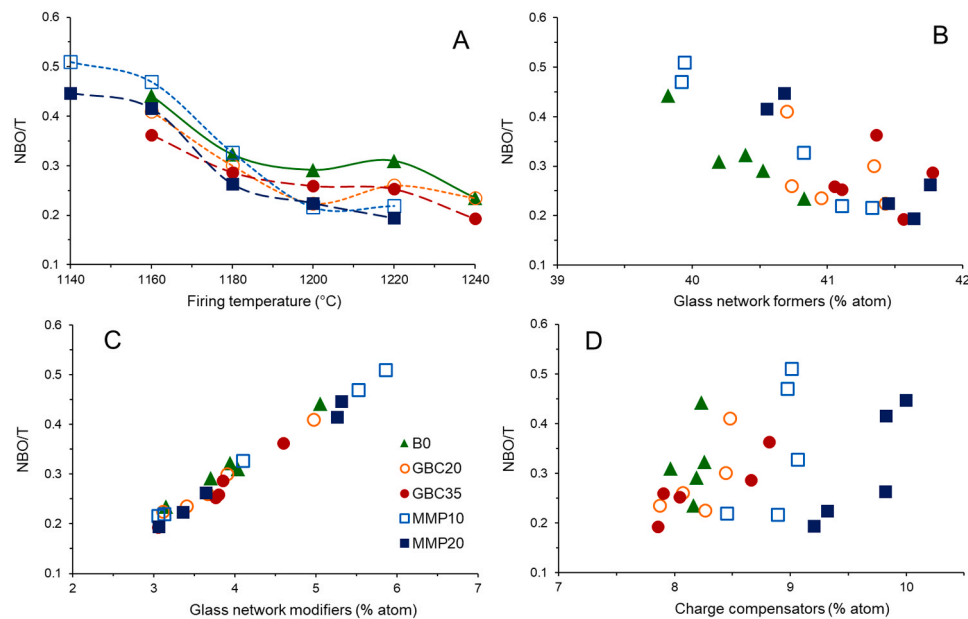 A
NBO/T
0.6
0.5
0.4
0.3
0.2
0.1
1140 1160 1180 1200 1220 1240
Firing temperature (°C)
B
NBO/T
0.6
0.5
0.4
0.3
0.2
0.1
39 40 41 42
Glass network formers (% atom)
C
NBO/T
0.6
0.5
0.4
0.3
0.2
0.1
B0
GBC20
GBC35
MMP10
MMP20
2 3 4 5 6 7
Glass network modifiers (% atom)
D
NBO/T
0.6
0.5
0.4
0.3
0.2
0.1
7 8 9 10
Charge compensators (% atom)